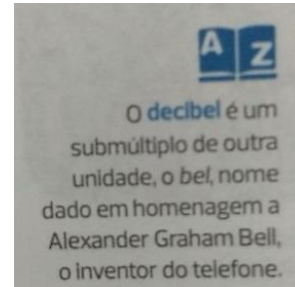 A Z
O decibel é um
submúltiplo de outra
unidade, o bel, nome
dado em homenagem a
Alexander Graham Bell,
o inventor do telefone.